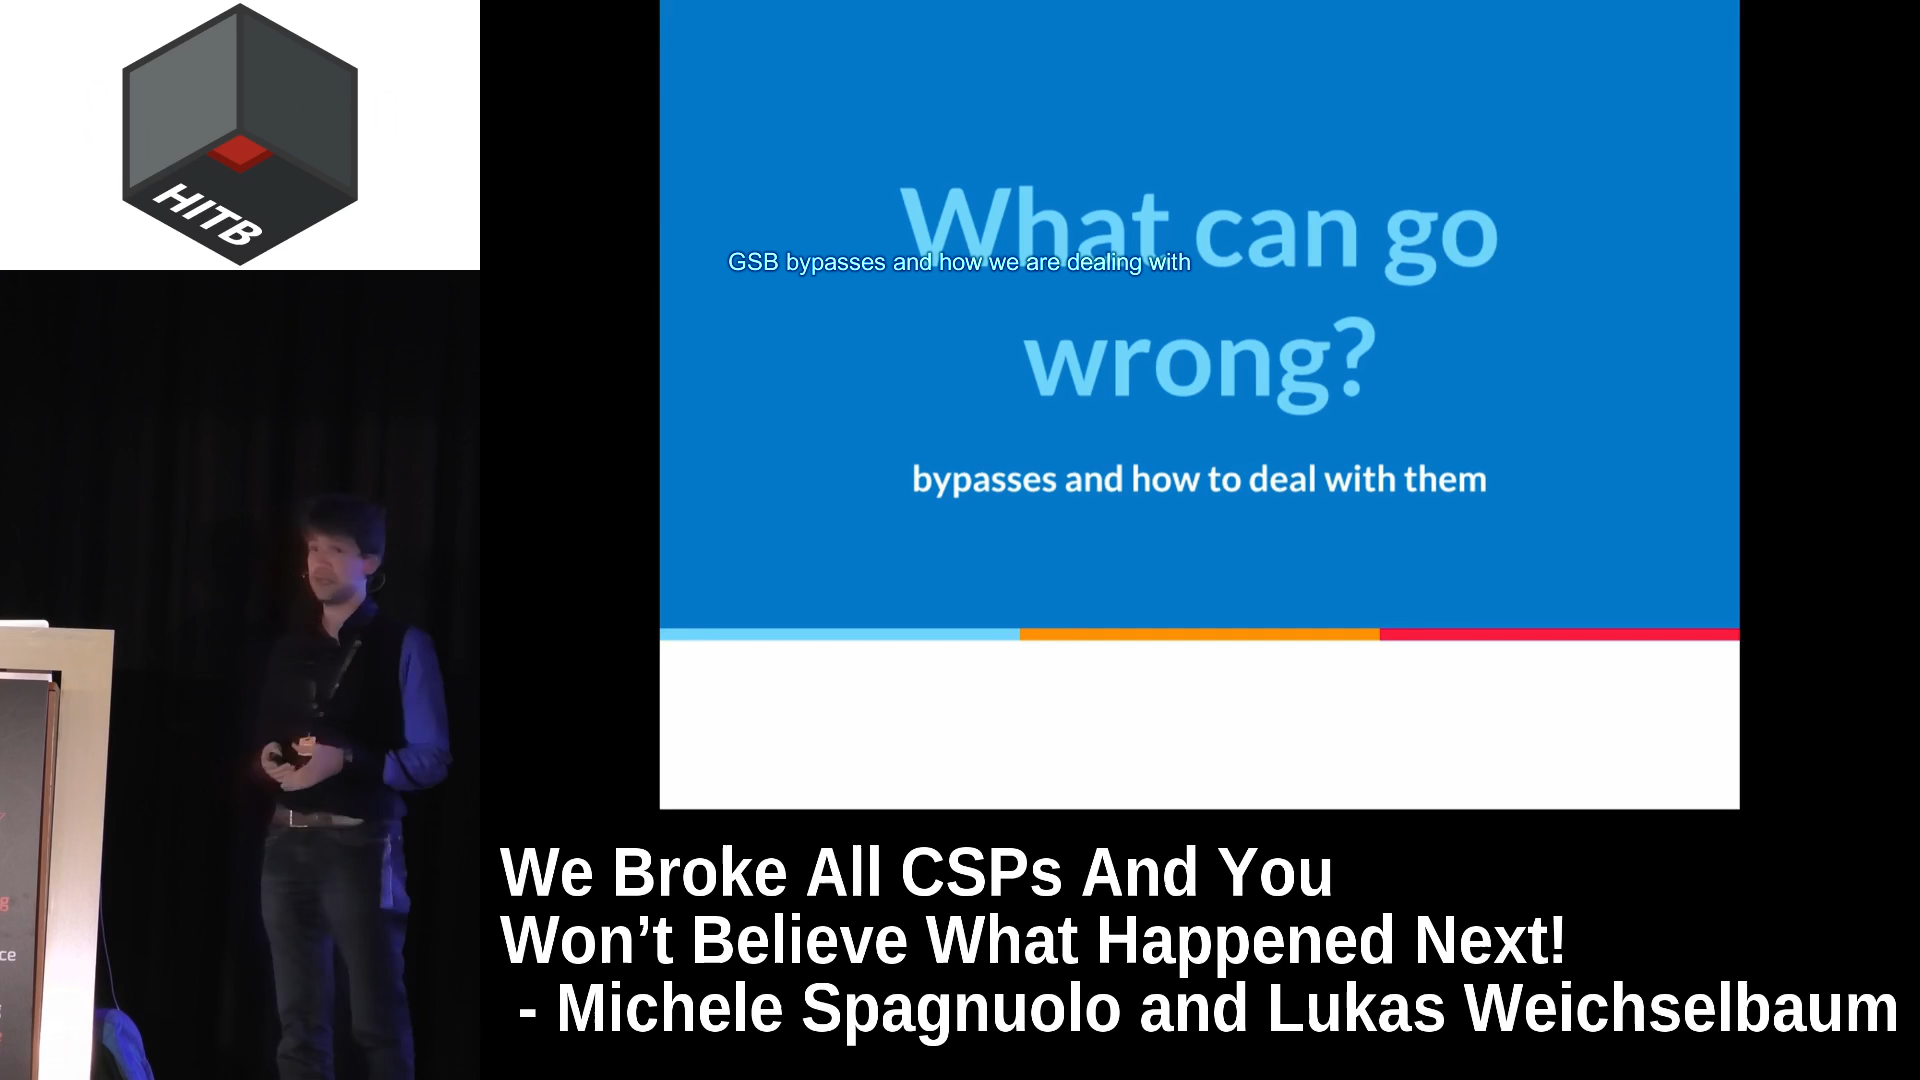 HITB
What can go
GSB bypasses and how we are dealing with
wrong?
bypasses and how to deal with them
g
ce
We Broke All CSPs And You
Won’t Believe What Happened Next!
- Michele Spagnuolo and Lukas Weichselbaum